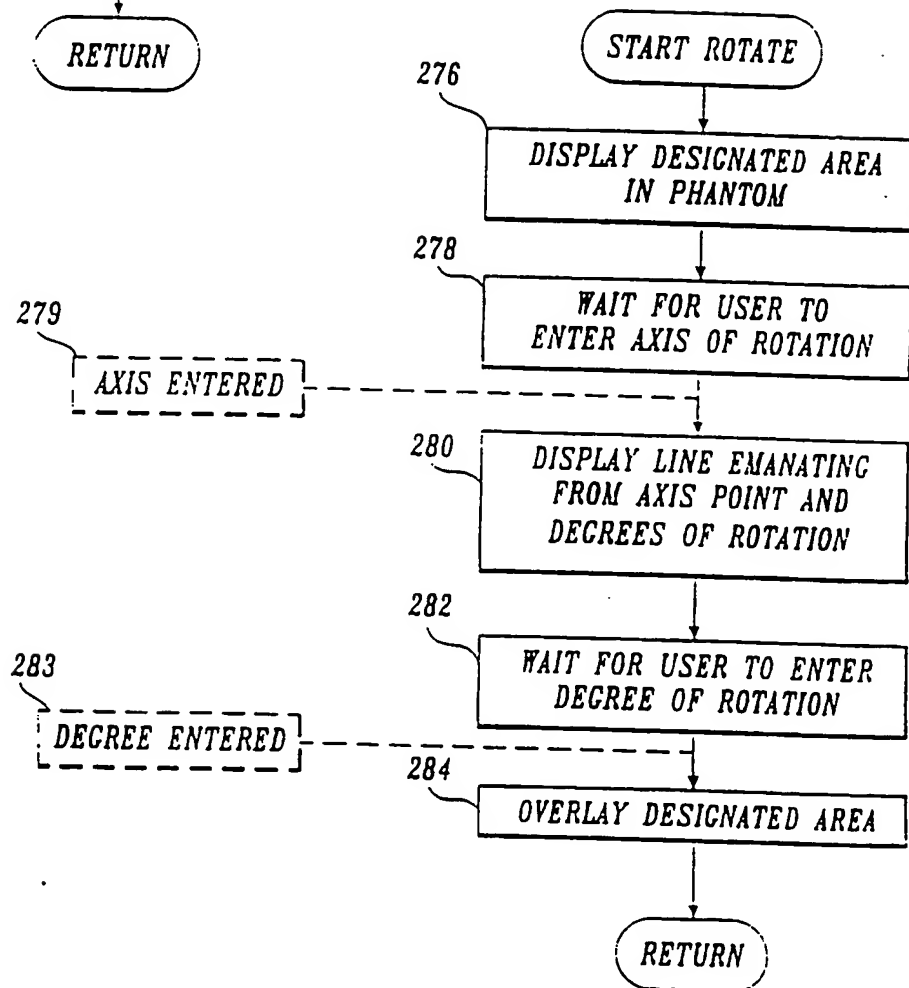 RETURN
START ROTATE
276
DISPLAY DESIGNATED AREA
IN PHANTOM
278
WAIT FOR USER TO
ENTER AXIS OF ROTATION
279
AXIS ENTERED
280
DISPLAY LINE EMANATING
FROM AXIS POINT AND
DEGREES OF ROTATION
282
WAIT FOR USER TO ENTER
DEGREE OF ROTATION
283
DEGREE ENTERED
284
OVERLAY DESIGNATED AREA
RETURN